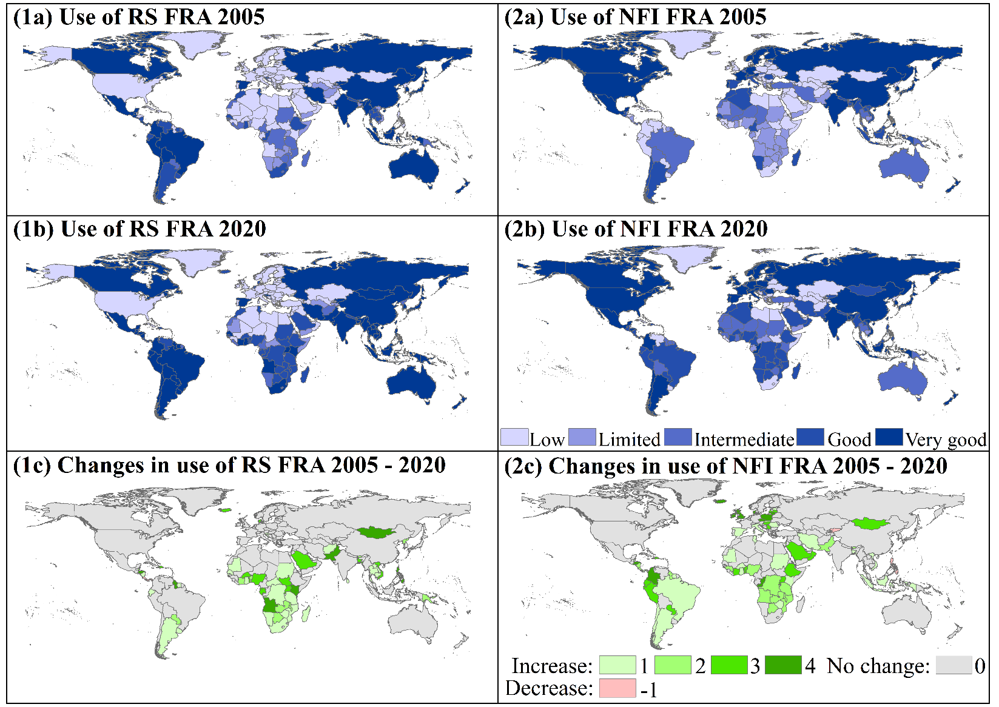 (1a) Use of RS FRA 2005
(2a) Use of NFI FRA 2005
(1b) Use of RS FRA 2020
(2b) Use of NFI FRA 2020
Low Limited Intermediate Good Very good
(1c) Changes in use of RS FRA 2005 - 2020
(2c) Changes in use of NFI FRA 2005 - 2020
Increase: 1 2 3 4 No change: 0
Decrease: -1